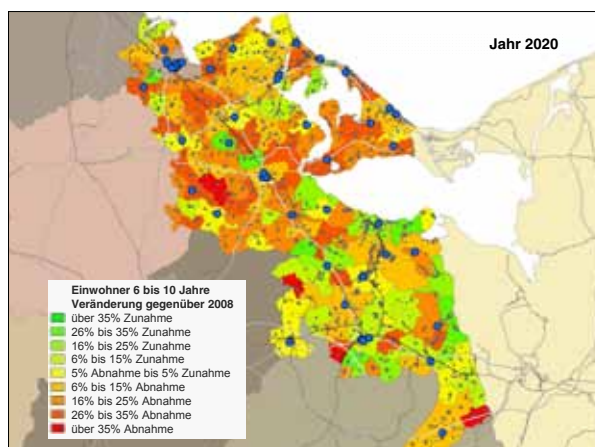 Jahr 2020
Einwohner 6 bis 10 Jahre
Veränderung gegenüber 2008
über 35% Zunahme
26% bis 35% Zunahme
16% bis 25% Zunahme
6% bis 15% Zunahme
5% Abnahme bis 5% Zunahme
6% bis 15% Abnahme
16% bis 25% Abnahme
26% bis 35% Abnahme
über 35% Abnahme